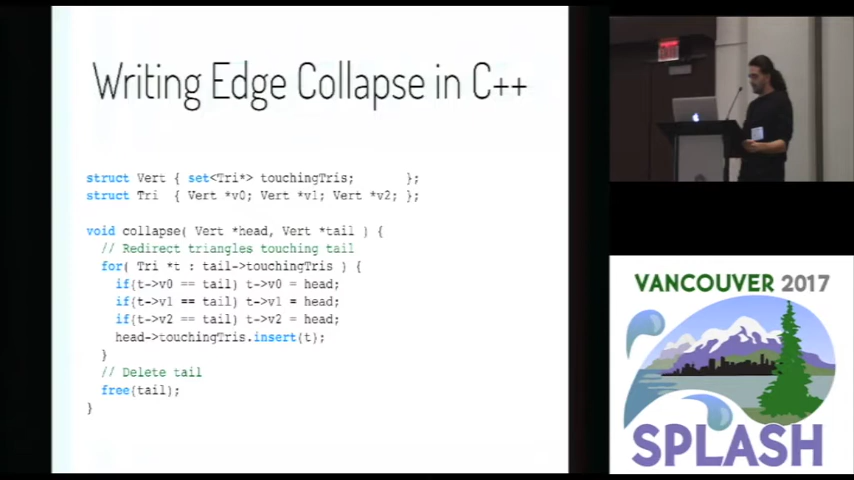 Writing Edge Collapse in C++
struct Vert { set<Tri*> touchingTris; };
struct Tri { Vert *v0; Vert *v1; Vert *v2; };
void collapse( Vert *head, Vert *tail ) {
// Redirect triangles touching tail
for( Tri *t : tail->touchingTris ) {
if(t->v0 == tail) t->v0 = head;
if(t->v1 == tail) t->v1 = head;
if(t->v2 == tail) t->v2 = head;
head->touchingTris.insert(t);
}
// Delete tail
free(tail);
}
VANCOUVER 2017
SPLASH